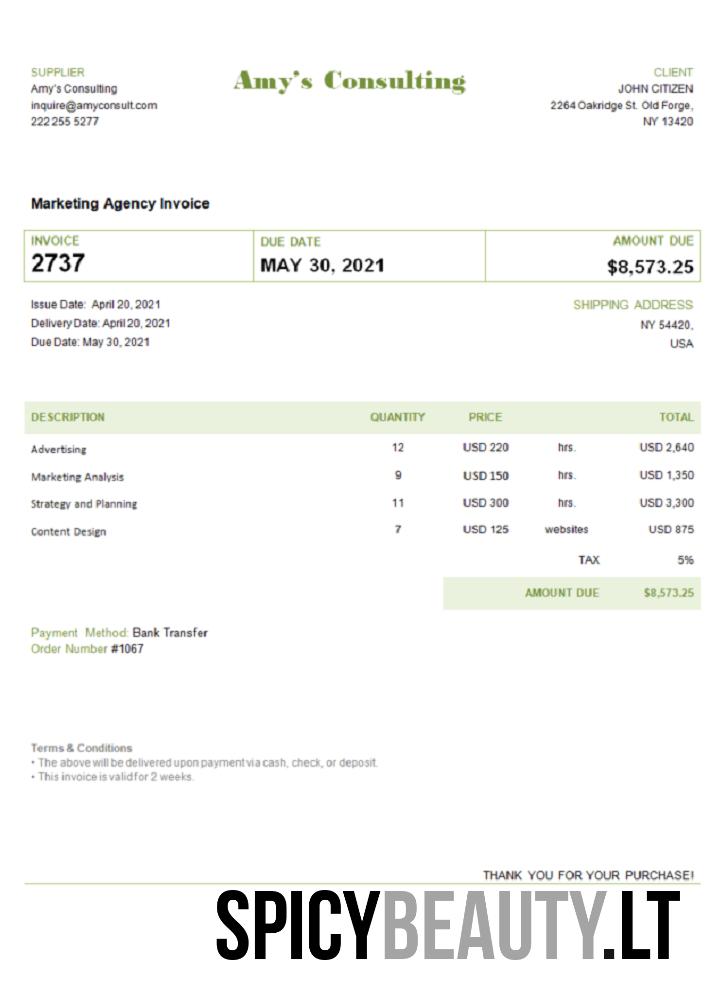 SUPPLIER
Amy's Consulting
inquire@amyconsult.com
222 255 5277
Amy's Consulting
CLIENT
JOHN CITIZEN
2264 Oakridge St. Old Forge,
NY 13420
Marketing Agency Invoice
INVOICE
2737
DUE DATE
MAY 30, 2021
AMOUNT DUE
$8,573.25
Issue Date: April 20, 2021
Delivery Date: April 20, 2021
Due Date: May 30, 2021
SHIPPING ADDRESS
NY 54420,
USA
DESCRIPTION QUANTITY PRICE TOTAL
Advertising 12 USD 220 hrs. USD 2,640
Marketing Analysis 9 USD 150 hrs. USD 1,350
Strategy and Planning 11 USD 300 hrs. USD 3,300
Content Design 7 USD 125 websites USD 875
TAX 5%
AMOUNT DUE $8,573.25
Payment Method: Bank Transfer
Order Number #1067
Terms & Conditions
• The above will be delivered upon payment via cash, check, or deposit.
• This invoice is valid for 2 weeks.
THANK YOU FOR YOUR PURCHASE!
SPICYBEAUTY.LT